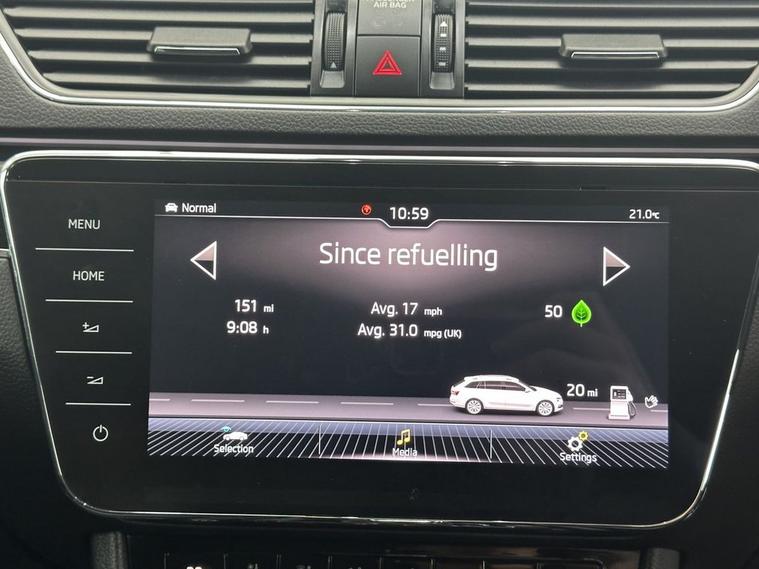 AIR BAG
MENU
HOME
Normal
10:59
21.0°C
Since refuelling
151 mi
9:08 h
Avg. 17 mph
Avg. 31.0 mpg (UK)
50
20 mi
Selection
Media
Settings